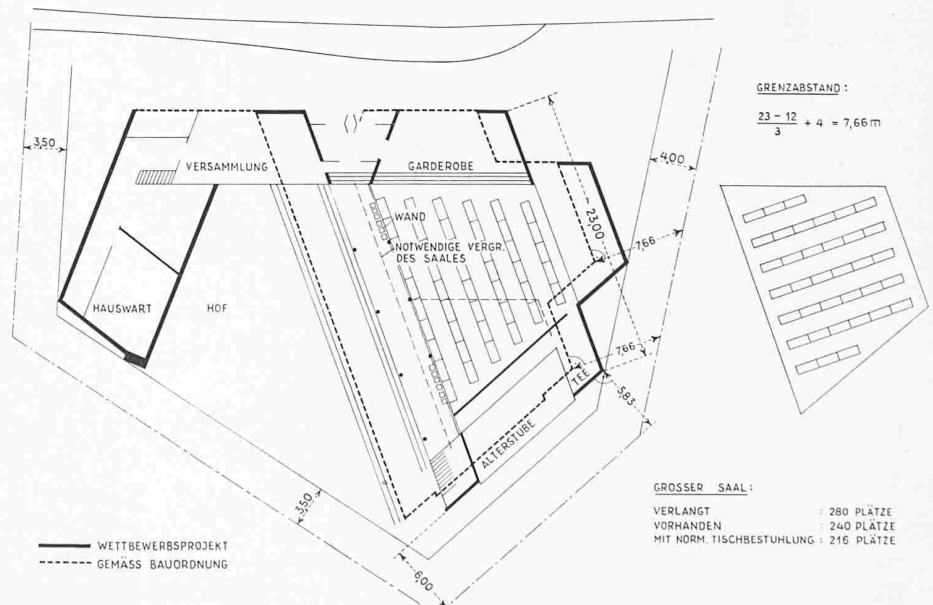 GRENZABSTAND :
23 – 12
3
+ 4 = 7,66 m
3,50
4,00
VERSAMMLUNG
GARDEROBE
WAND
23,00
7,66
NOTWENDIGE VERGR.
DES SAALES
HAUSWART
HOF
7,66
TEE
5,83
ALTERSTUBE
3,50
6,00
GROSSER SAAL :
VERLANGT : 280 PLÄTZE
VORHANDEN : 240 PLÄTZE
MIT NORM. TISCHBESTUHLUNG : 216 PLÄTZE
WETTBEWERBSPROJEKT
GEMÄSS BAUORDNUNG